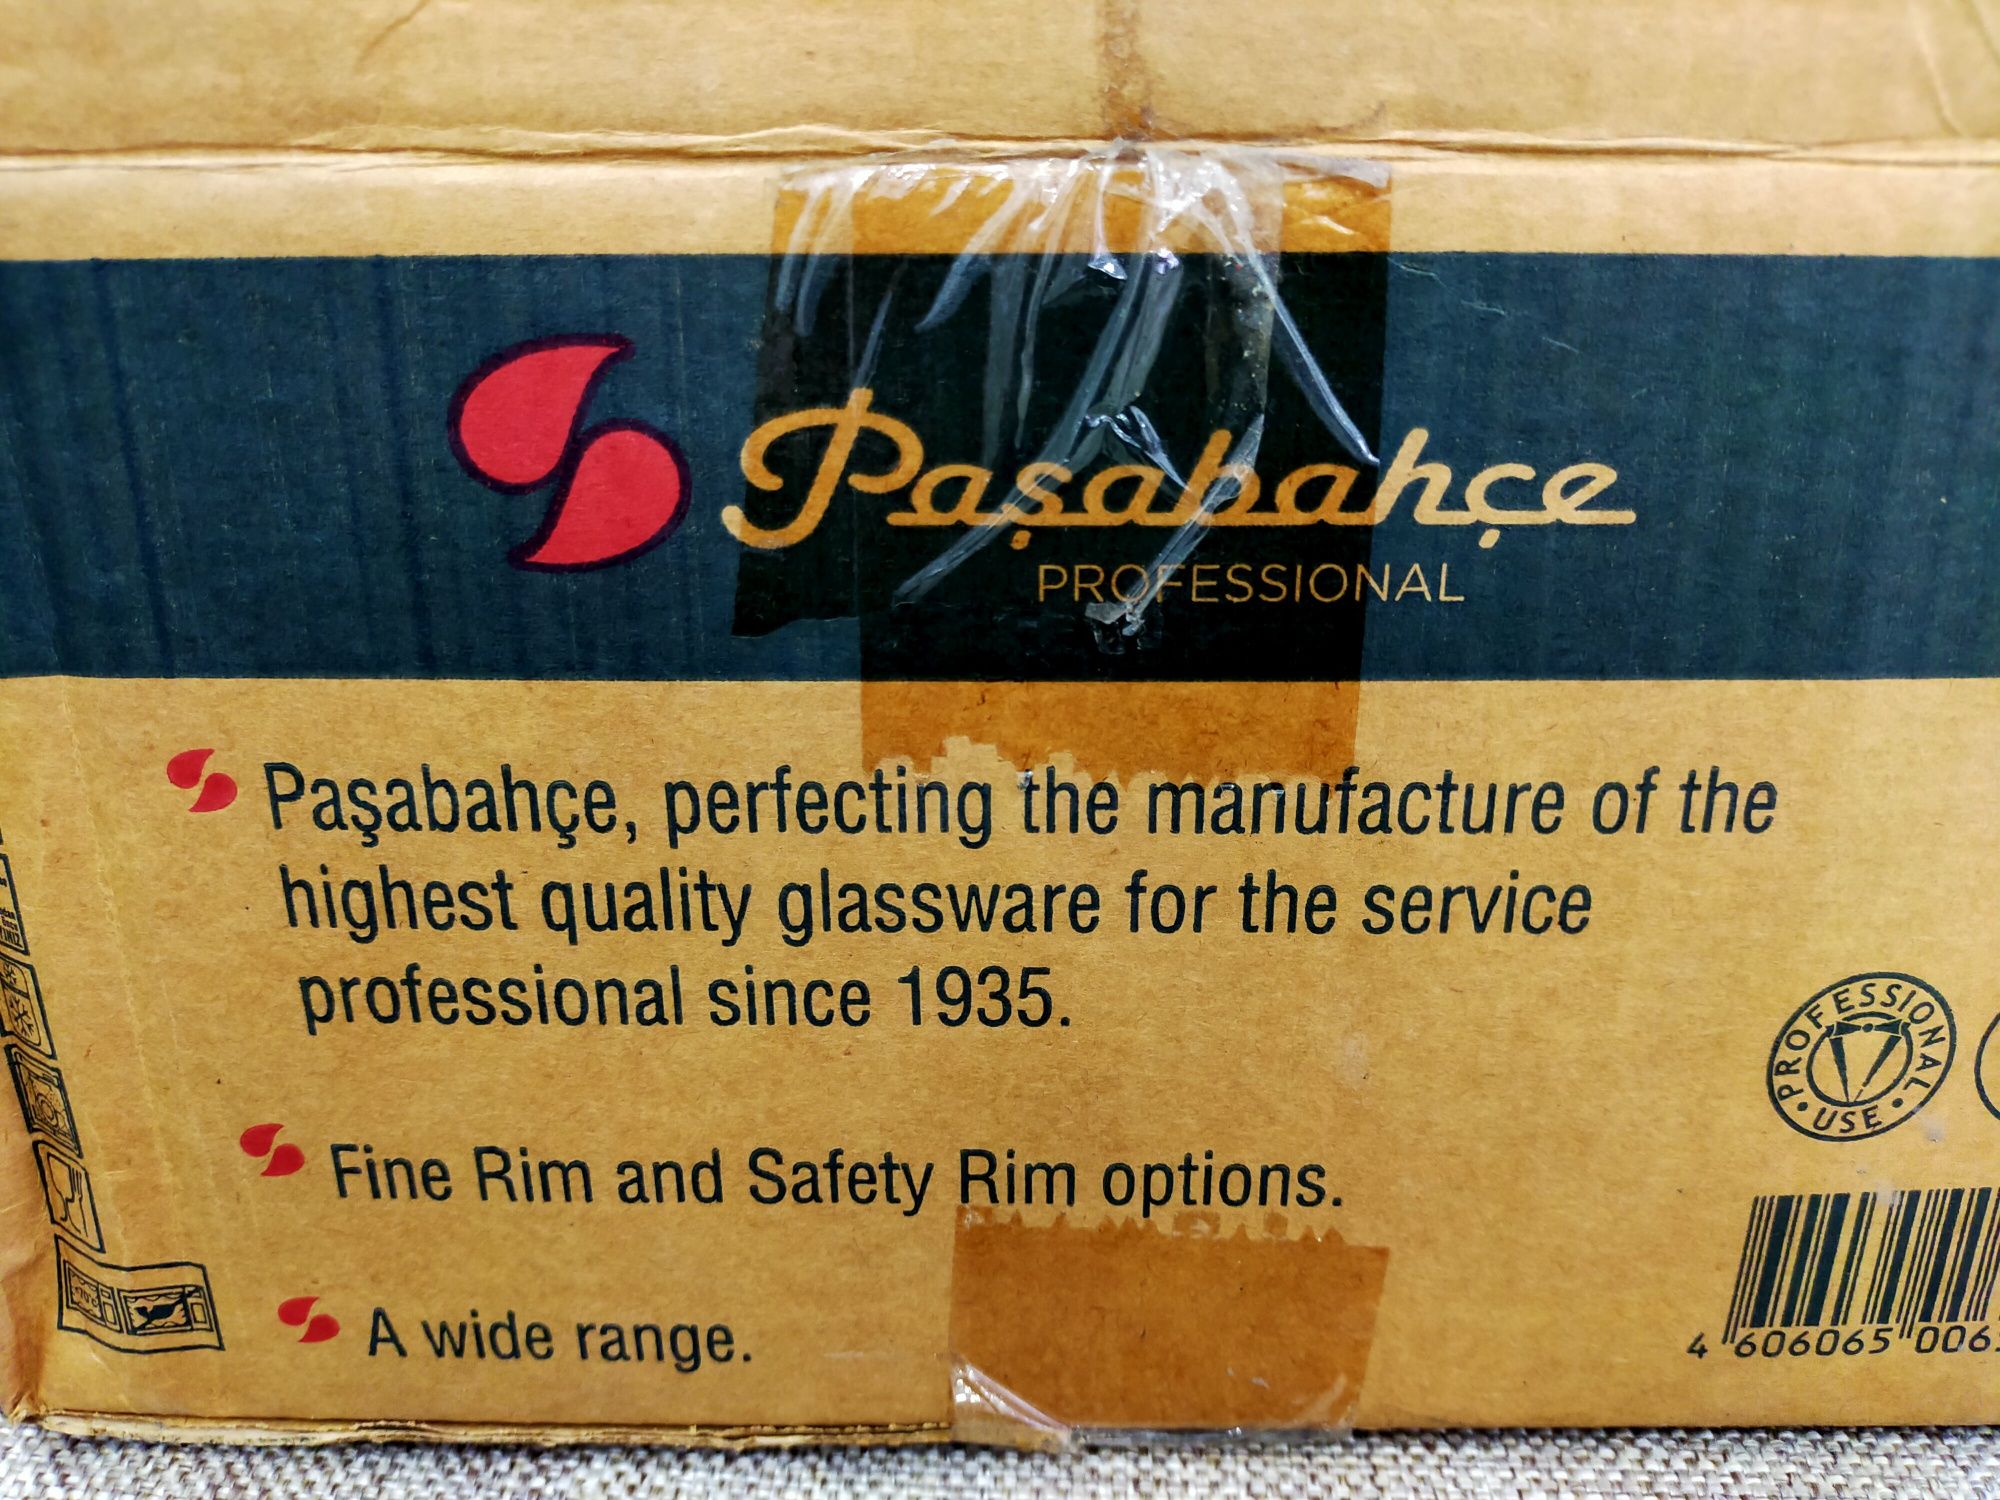 Paşabahçe
PROFESSIONAL
Paşabahçe, perfecting the manufacture of the
highest quality glassware for the service
professional since 1935.
PROFESSIONAL
USE
Fine Rim and Safety Rim options.
A wide range.
4 606065 006